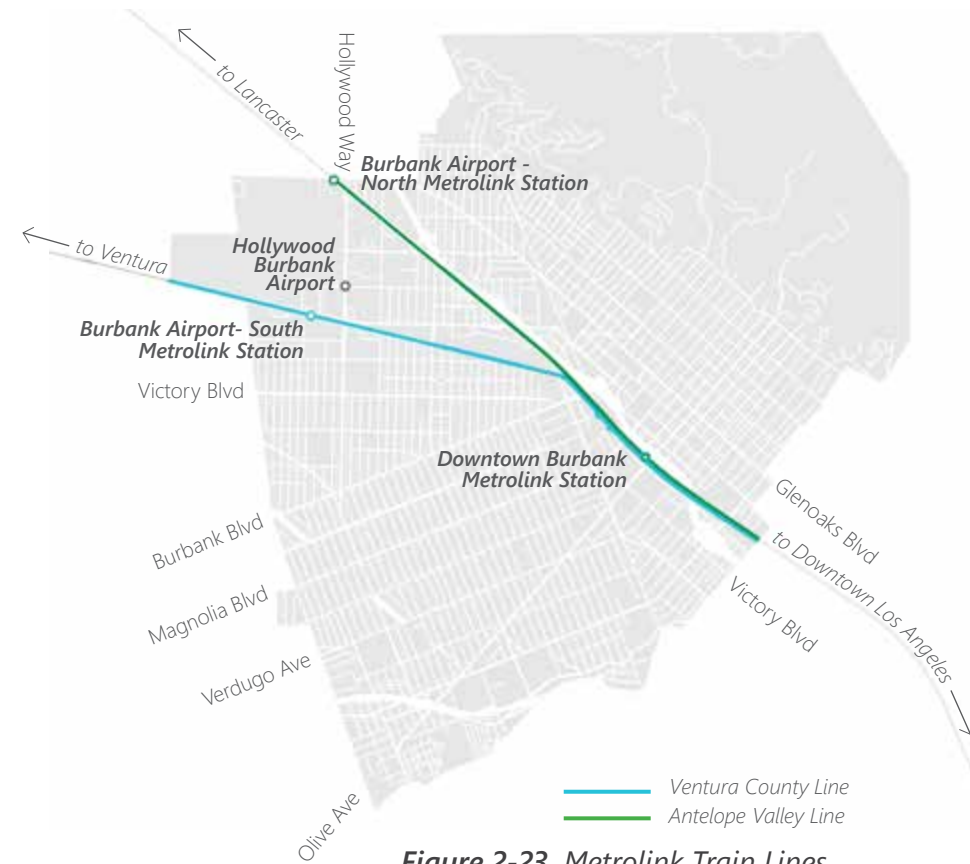 to Lancaster
Hollywood Way
Burbank Airport -
North Metrolink Station
to Ventura
Hollywood
Burbank
Airport
Burbank Airport- South
Metrolink Station
Victory Blvd
Downtown Burbank
Metrolink Station
Glenoaks Blvd
Burbank Blvd
to Downtown Los Angeles
Magnolia Blvd
Victory Blvd
Verdugo Ave
Olive Ave
Ventura County Line
Antelope Valley Line
Figure 2-23. Metrolink Train Lines